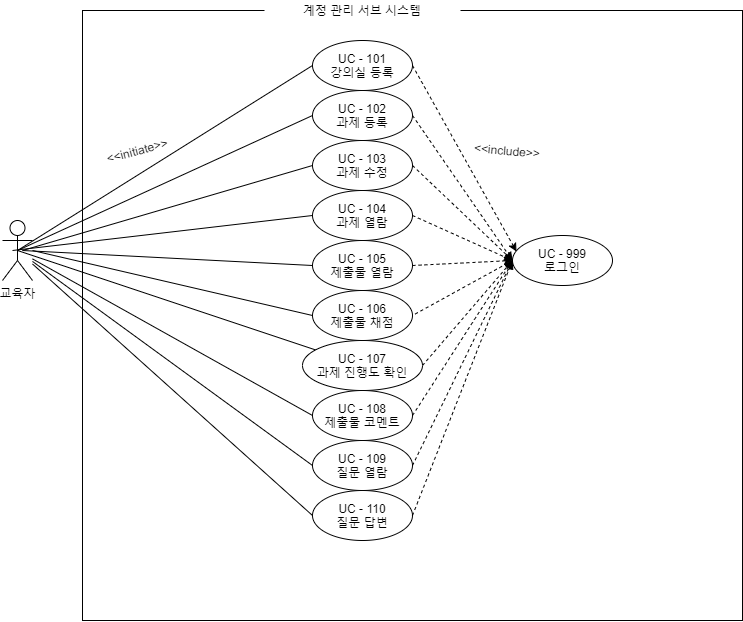 계정 관리 서브 시스템
UC - 101
강의실 등록
<<initiate>>
<<include>>
UC - 102
과제 등록
UC - 103
과제 수정
UC - 104
과제 열람
UC - 105
제출물 열람
UC - 999
로그인
교육자
UC - 106
제출물 채점
UC - 107
과제 진행도 확인
UC - 108
제출물 코멘트
UC - 109
질문 열람
UC - 110
질문 답변